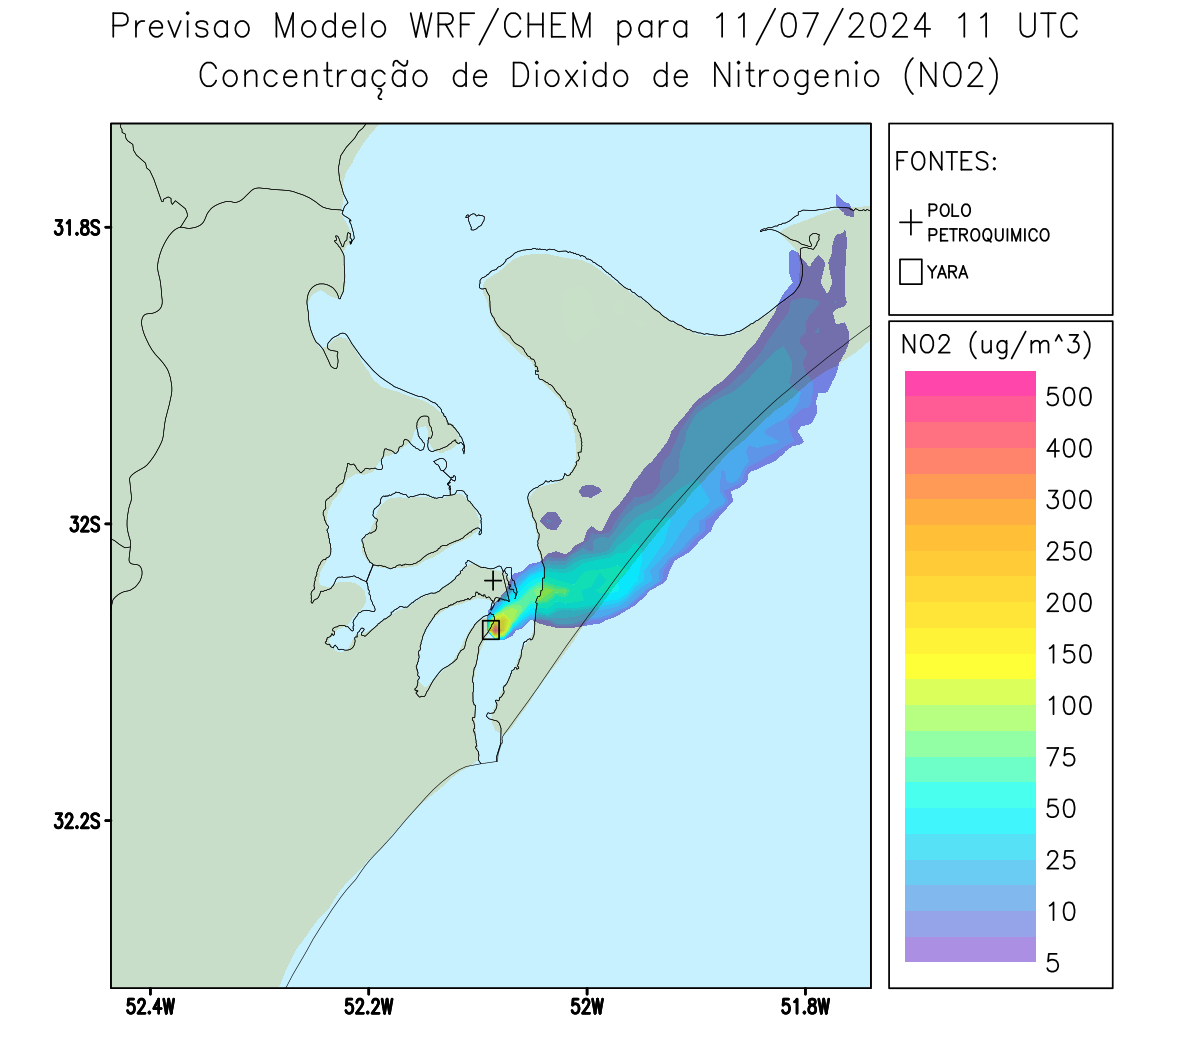 Previsao Modelo WRF/CHEM para 11/07/2024 11 UTC
Concentração de Dioxido de Nitrogenio (NO2)
FONTES:
POLO
PETROQUIMICO
YARA
NO2 (ug/m^3)
500
400
300
250
200
150
100
75
50
25
10
5
31.8S
32S
32.2S
52.4W
52.2W
52W
51.8W